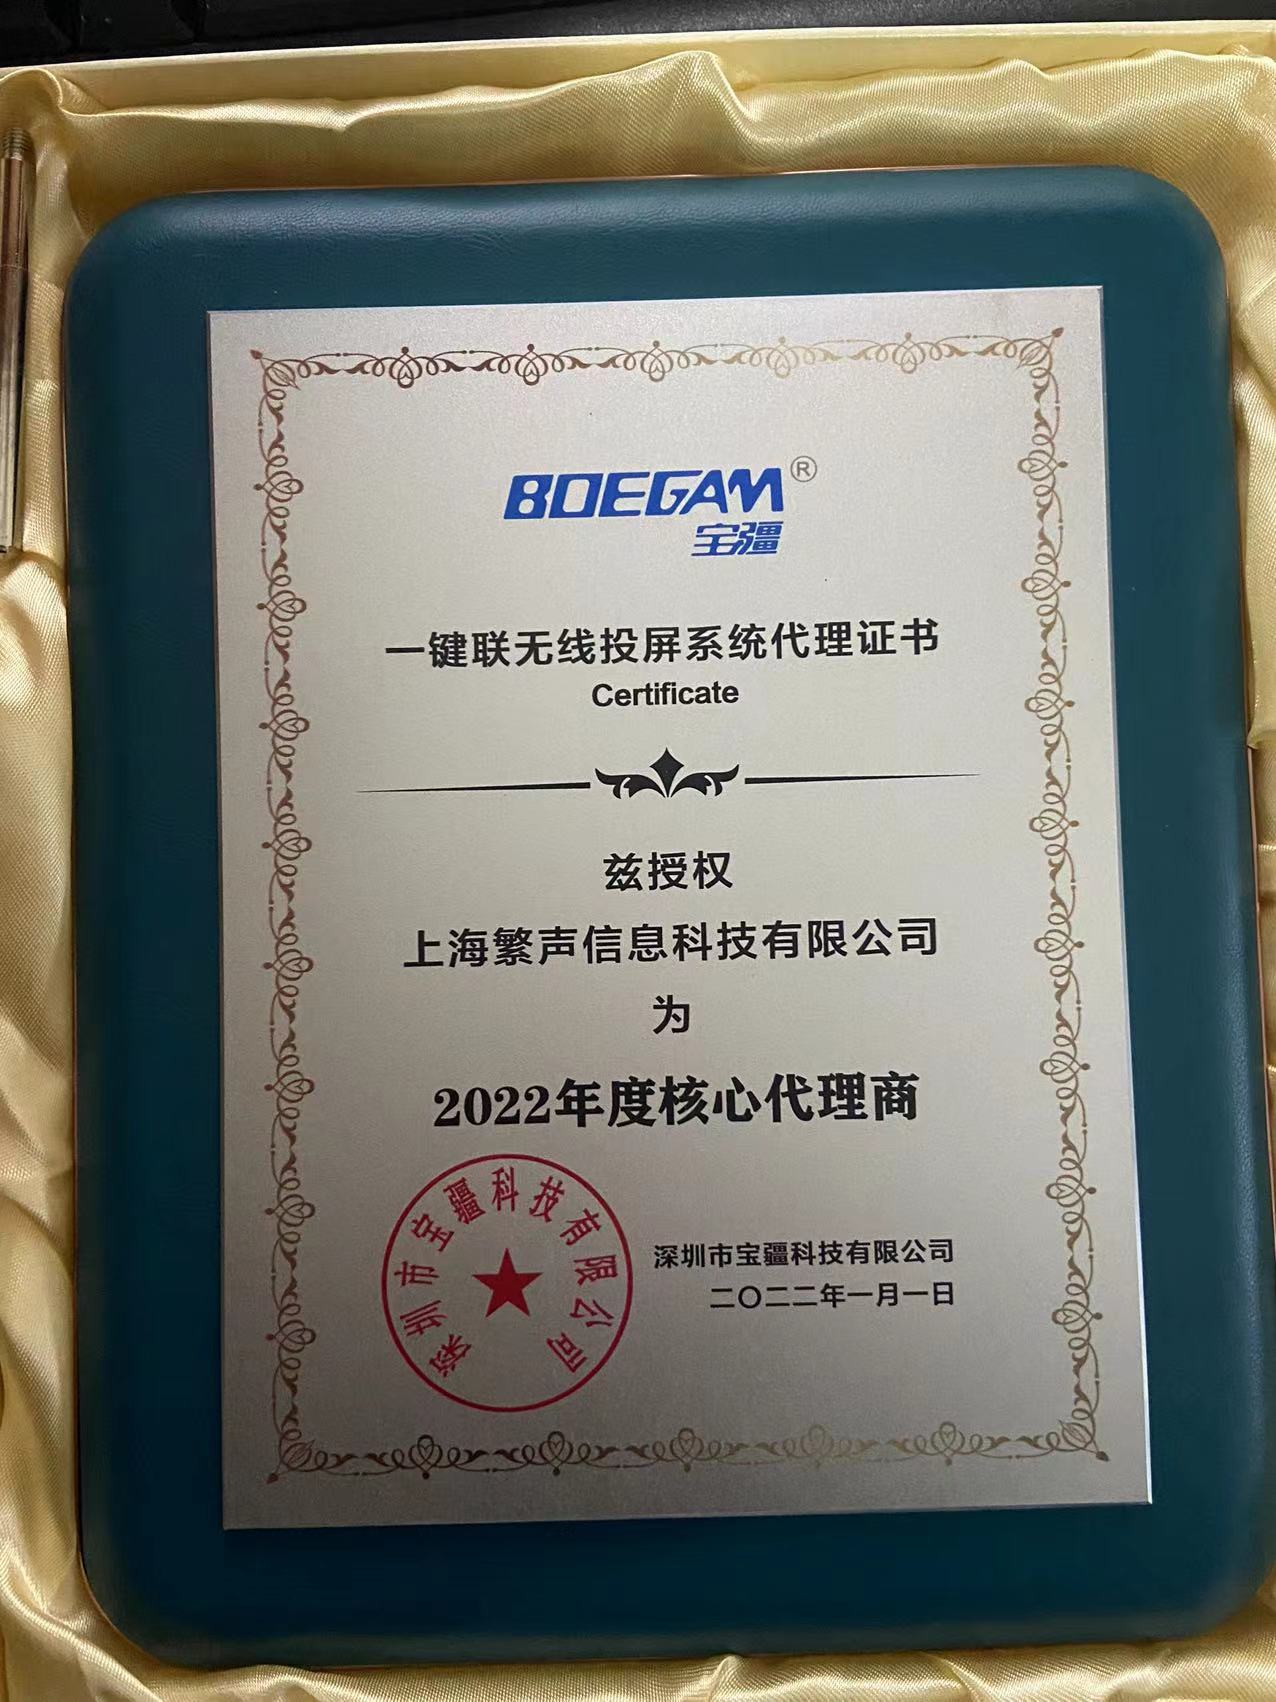 BOEGAM®
宝疆
一键联无线投屏系统代理证书
Certificate
兹授权
上海繁声信息科技有限公司
为
2022年度核心代理商
深圳市宝疆科技有限公司
深圳市宝疆科技有限公司
二〇二二年一月一日